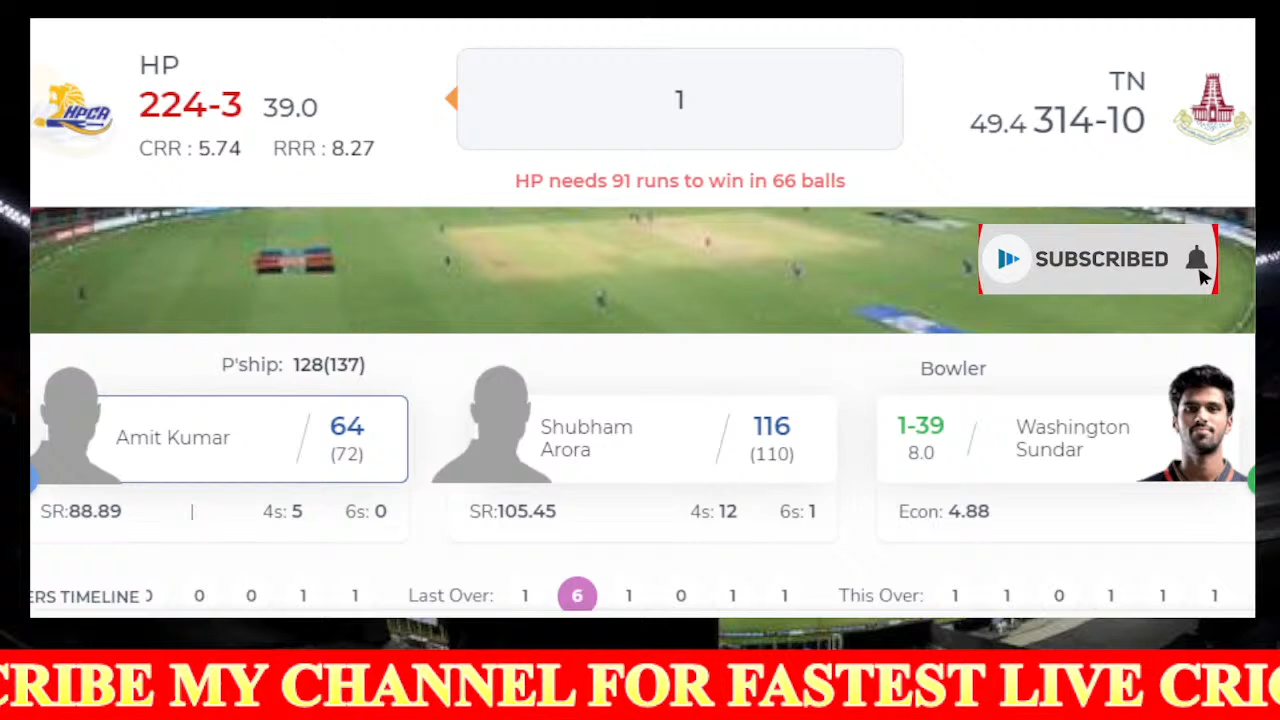 HP
224-3 39.0
CRR : 5.74 RRR : 8.27
HPCA
1
HP needs 91 runs to win in 66 balls
TN
49.4 314-10
SUBSCRIBED
P'ship: 128(137)
Amit Kumar 64
(72)
SR:88.89 | 4s: 5 6s: 0
Shubham
Arora
116
(110)
SR:105.45 4s: 12 6s: 1
Bowler
1-39
8.0
Washington
Sundar
Econ: 4.88
ERS TIMELINE 0 0 0 1 1 Last Over: 1 6 1 0 1 1 This Over: 1 1 0 1 1 1
CRIBE MY CHANNEL FOR FASTEST LIVE CRIC